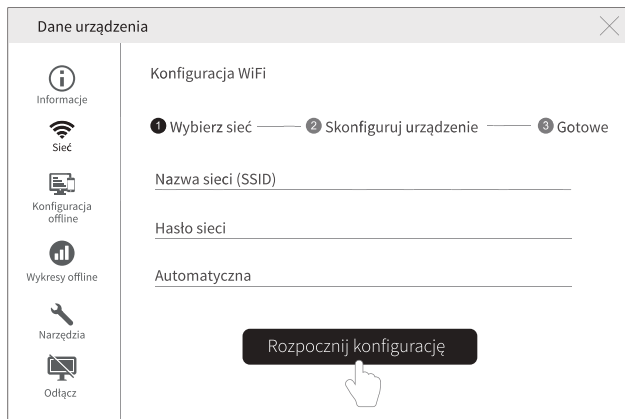 Dane urządzenia
Informacje
Sieć
Konfiguracja
offline
Wykresy offline
Narzędzia
Odłącz
Konfiguracja WiFi
1 Wybierz sieć 2 Skonfiguruj urządzenie 3 Gotowe
Nazwa sieci (SSID)
Hasło sieci
Automatyczna
Rozpocznij konfigurację